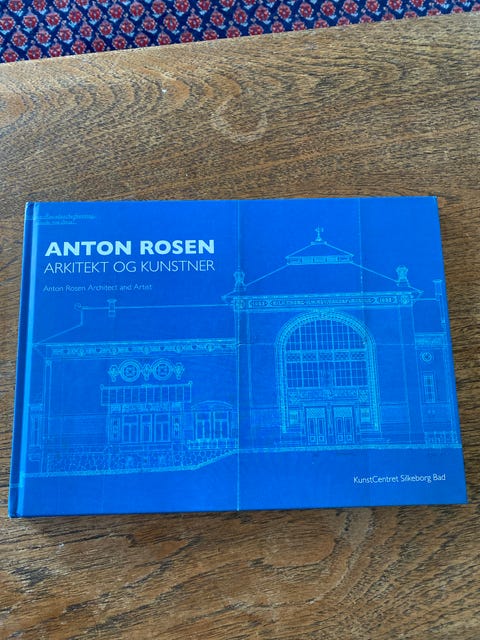 ANTON ROSEN
ARKITEKT OG KUNSTNER
Anton Rosen Architect and Artist
KunstCentret Silkeborg Bad